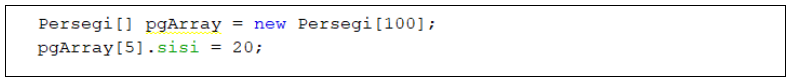 Persegi[] pgArray = new Persegi[100];
pgArray[5].sisi = 20;